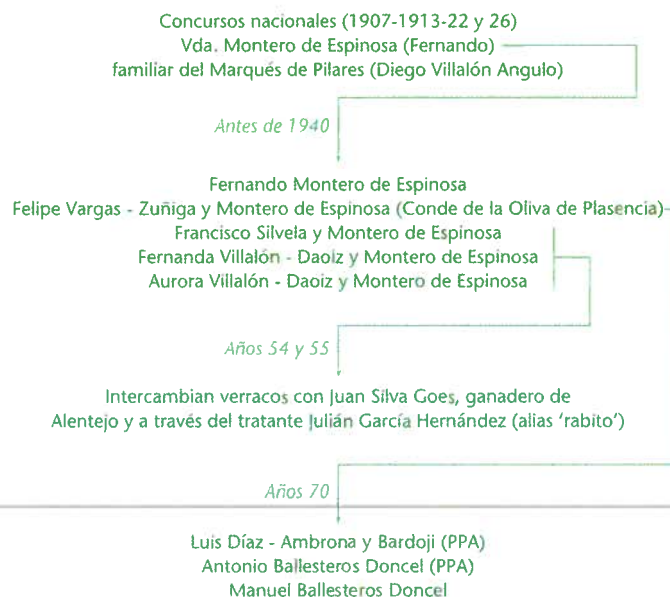 Concursos nacionales (1907-1913-22 y 26)
Vda. Montero de Espinosa (Fernando)
familiar del Marqués de Pilares (Diego Villalón Angulo)
Antes de 1940
Fernando Montero de Espinosa
Felipe Vargas - Zuñiga y Montero de Espinosa (Conde de la Oliva de Plasencia)
Francisco Silvela y Montero de Espinosa
Fernanda Villalón - Daoiz y Montero de Espinosa
Aurora Villalón - Daoiz y Montero de Espinosa
Años 54 y 55
Intercambian verracos con Juan Silva Goes, ganadero de
Alentejo y a través del tratante Julián García Hernández (alias 'rabito')
Años 70
Luis Díaz - Ambrona y Bardoji (PPA)
Antonio Ballesteros Doncel (PPA)
Manuel Ballesteros Doncel